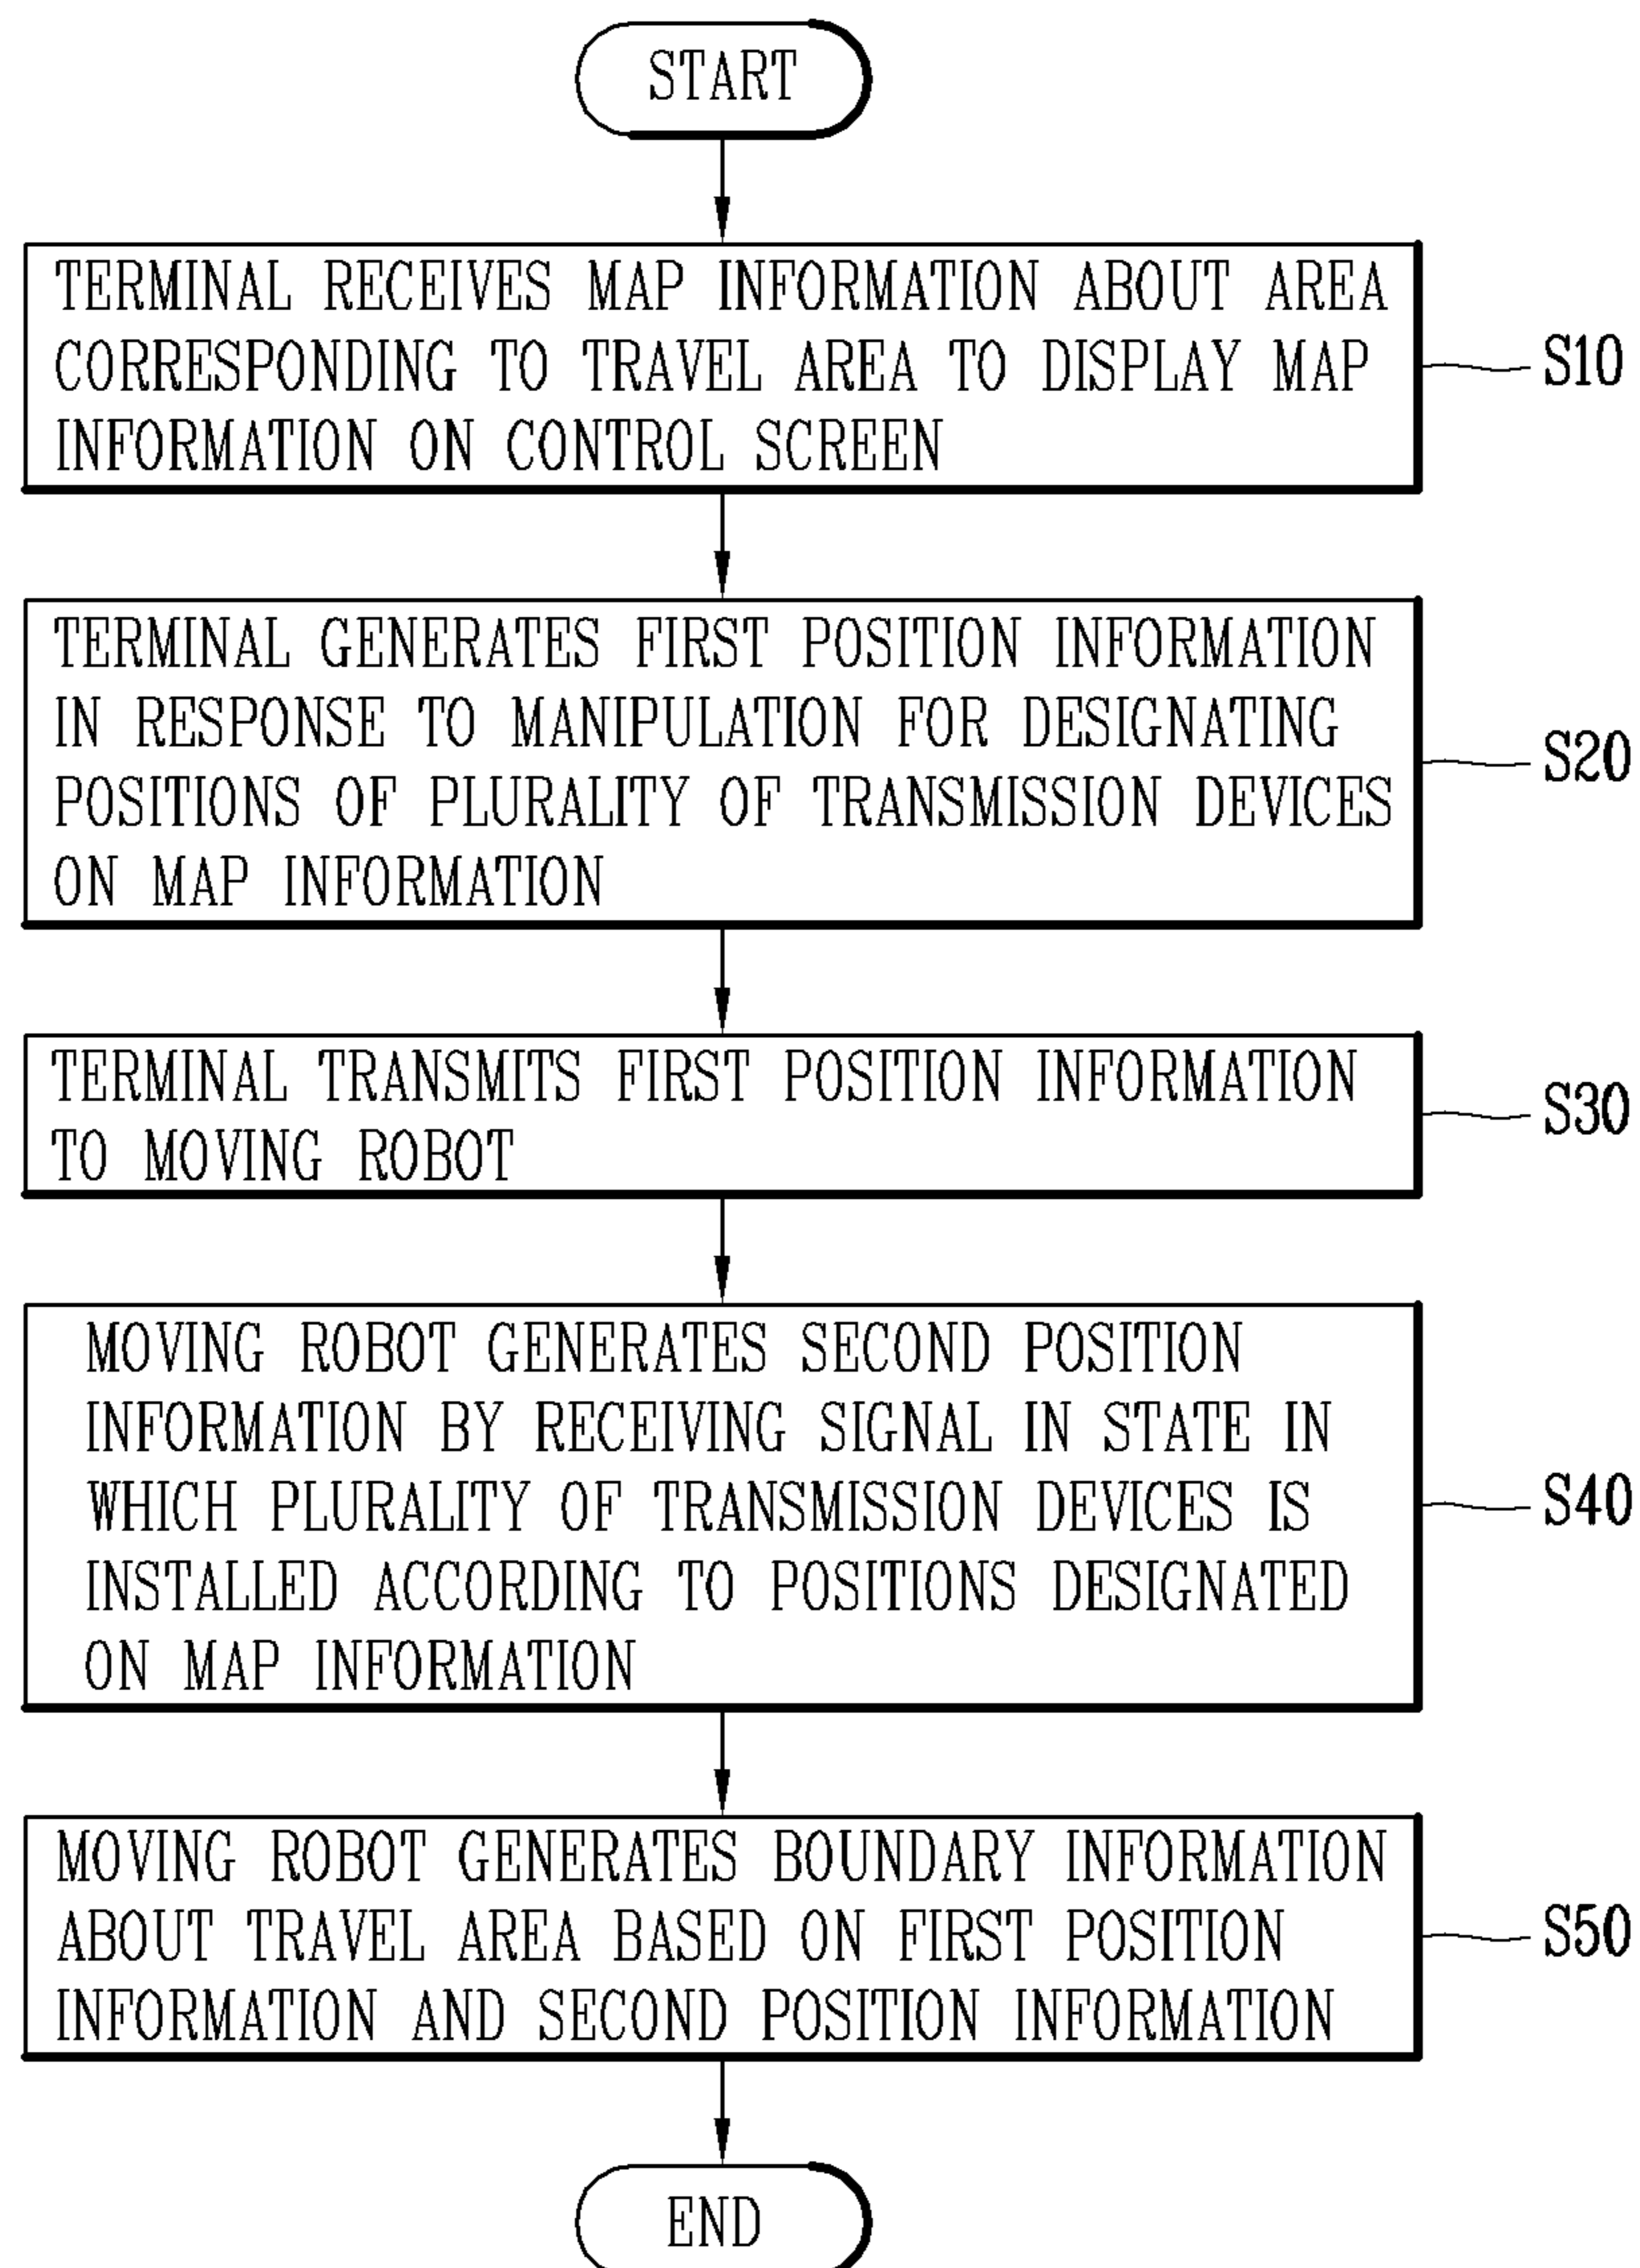 START
TERMINAL RECEIVES MAP INFORMATION ABOUT AREA
CORRESPONDING TO TRAVEL AREA TO DISPLAY MAP
INFORMATION ON CONTROL SCREEN
S10
TERMINAL GENERATES FIRST POSITION INFORMATION
IN RESPONSE TO MANIPULATION FOR DESIGNATING
POSITIONS OF PLURALITY OF TRANSMISSION DEVICES
ON MAP INFORMATION
S20
TERMINAL TRANSMITS FIRST POSITION INFORMATION
TO MOVING ROBOT
S30
MOVING ROBOT GENERATES SECOND POSITION
INFORMATION BY RECEIVING SIGNAL IN STATE IN
WHICH PLURALITY OF TRANSMISSION DEVICES IS
INSTALLED ACCORDING TO POSITIONS DESIGNATED
ON MAP INFORMATION
S40
MOVING ROBOT GENERATES BOUNDARY INFORMATION
ABOUT TRAVEL AREA BASED ON FIRST POSITION
INFORMATION AND SECOND POSITION INFORMATION
S50
END